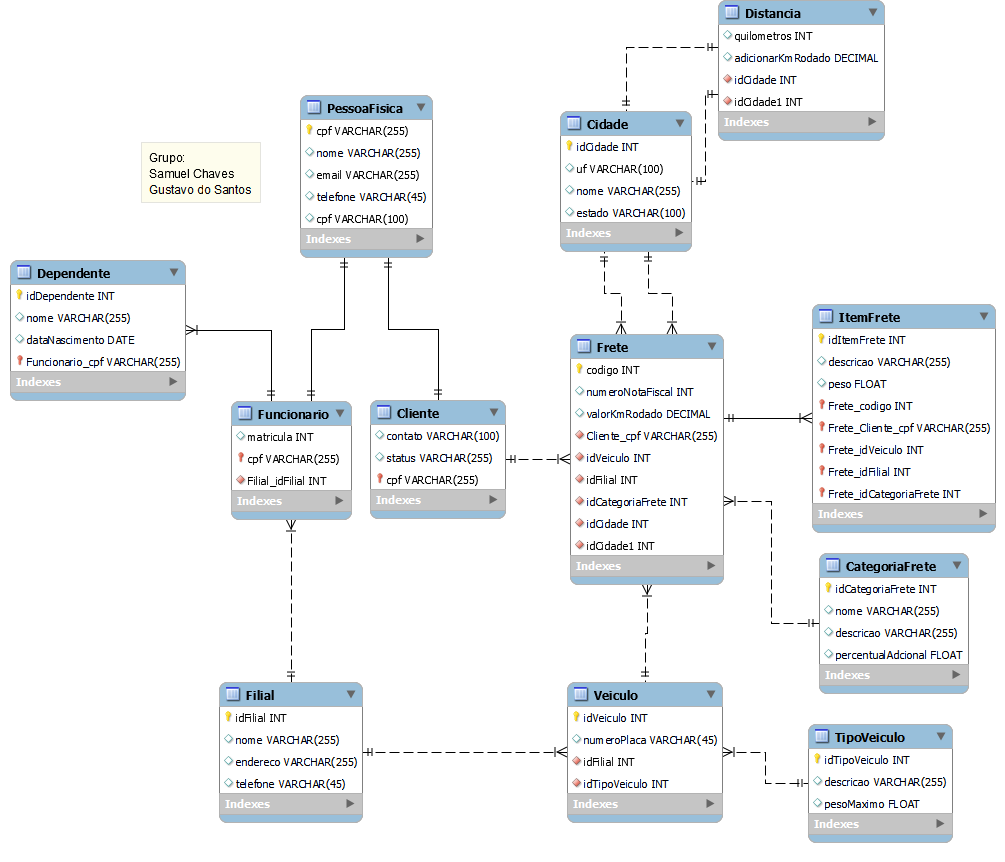 Distancia
quilometros INT
adicionarKmRodado DECIMAL
idCidade INT
idCidade1 INT
Indexes
PessoaFisica
cpf VARCHAR(255)
nome VARCHAR(255)
email VARCHAR(255)
telefone VARCHAR(45)
cpf VARCHAR(100)
Indexes
Cidade
idCidade INT
uf VARCHAR(100)
nome VARCHAR(255)
estado VARCHAR(100)
Indexes
Grupo:
Samuel Chaves
Gustavo do Santos
Dependente
idDependente INT
nome VARCHAR(255)
dataNascimento DATE
Funcionario_cpf VARCHAR(255)
Indexes
Funcionario
matricula INT
cpf VARCHAR(255)
Filial_idFilial INT
Indexes
Cliente
contato VARCHAR(100)
status VARCHAR(255)
cpf VARCHAR(255)
Indexes
Frete
codigo INT
numeroNotaFiscal INT
valorKmRodado DECIMAL
Cliente_cpf VARCHAR(255)
idVeiculo INT
idFilial INT
idCategoriaFrete INT
idCidade INT
idCidade1 INT
Indexes
ItemFrete
idItemFrete INT
descricao VARCHAR(255)
peso FLOAT
Frete_codigo INT
Frete_Cliente_cpf VARCHAR(255)
Frete_idVeiculo INT
Frete_idFilial INT
Frete_idCategoriaFrete INT
Indexes
CategoriaFrete
idCategoriaFrete INT
nome VARCHAR(255)
descricao VARCHAR(255)
percentualAdcional FLOAT
Indexes
Filial
idFilial INT
nome VARCHAR(255)
endereco VARCHAR(255)
telefone VARCHAR(45)
Indexes
Veiculo
idVeiculo INT
numeroPlaca VARCHAR(45)
idFilial INT
idTipoVeiculo INT
Indexes
TipoVeiculo
idTipoVeiculo INT
descricao VARCHAR(255)
pesoMaximo FLOAT
Indexes